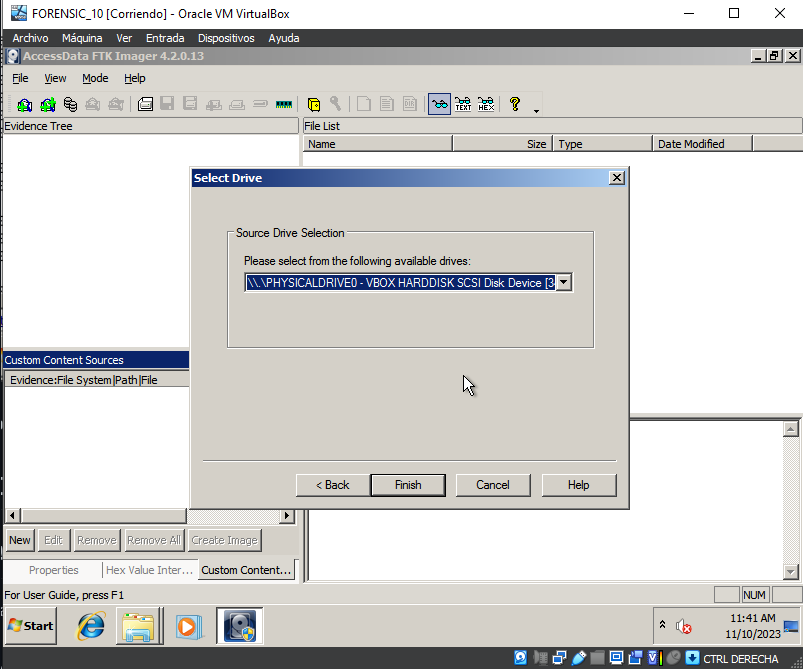 FORENSIC_10 [Corriendo] - Oracle VM VirtualBox
Archivo Máquina Ver Entrada Dispositivos Ayuda
AccessData FTK Imager 4.2.0.13
File View Mode Help
TEXT HEX
Evidence Tree
File List
Name Size Type Date Modified
Select Drive
Source Drive Selection
Please select from the following available drives:
\\.\PHYSICALDRIVE0 - VBOX HARDDISK SCSI Disk Device [3
Custom Content Sources
Evidence:File System|Path|File
< Back Finish Cancel Help
New Edit Remove Remove All Create Image
Properties Hex Value Inter... Custom Content...
For User Guide, press F1
NUM
Start
11:41 AM
11/10/2023
CTRL DERECHA